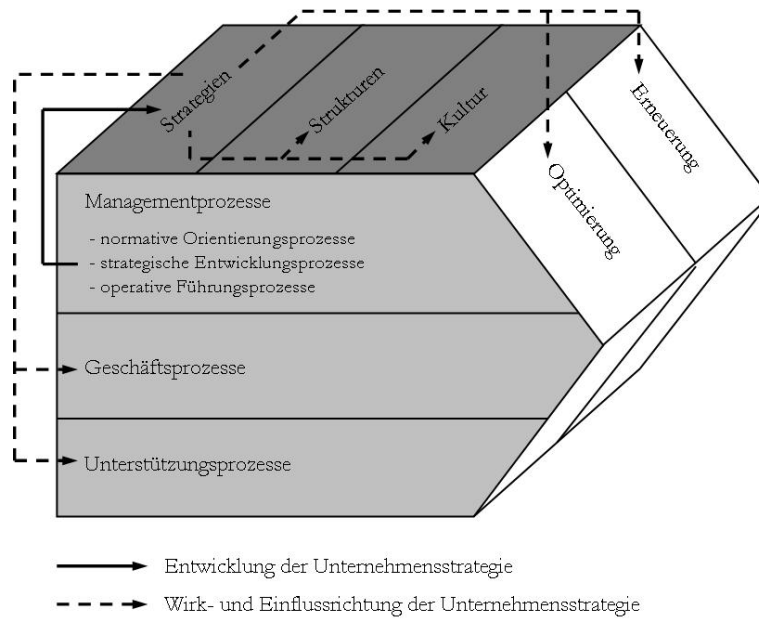 Strategien
Strukturen
Kultur
Erneuerung
Optimierung
Managementprozesse
- normative Orientierungsprozesse
- strategische Entwicklungsprozesse
- operative Führungsprozesse
Geschäftsprozesse
Unterstützungsprozesse
Entwicklung der Unternehmensstrategie
Wirk- und Einflussrichtung der Unternehmensstrategie